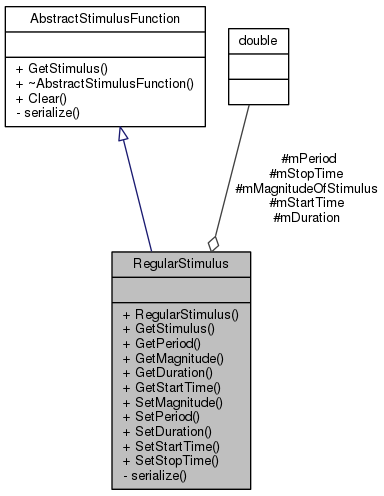 AbstractStimulusFunction
+ GetStimulus()
+ ~AbstractStimulusFunction()
+ Clear()
- serialize()
double
#mPeriod
#mStopTime
#mMagnitudeOfStimulus
#mStartTime
#mDuration
RegularStimulus
+ RegularStimulus()
+ GetStimulus()
+ GetPeriod()
+ GetMagnitude()
+ GetDuration()
+ GetStartTime()
+ SetMagnitude()
+ SetPeriod()
+ SetDuration()
+ SetStartTime()
+ SetStopTime()
- serialize()